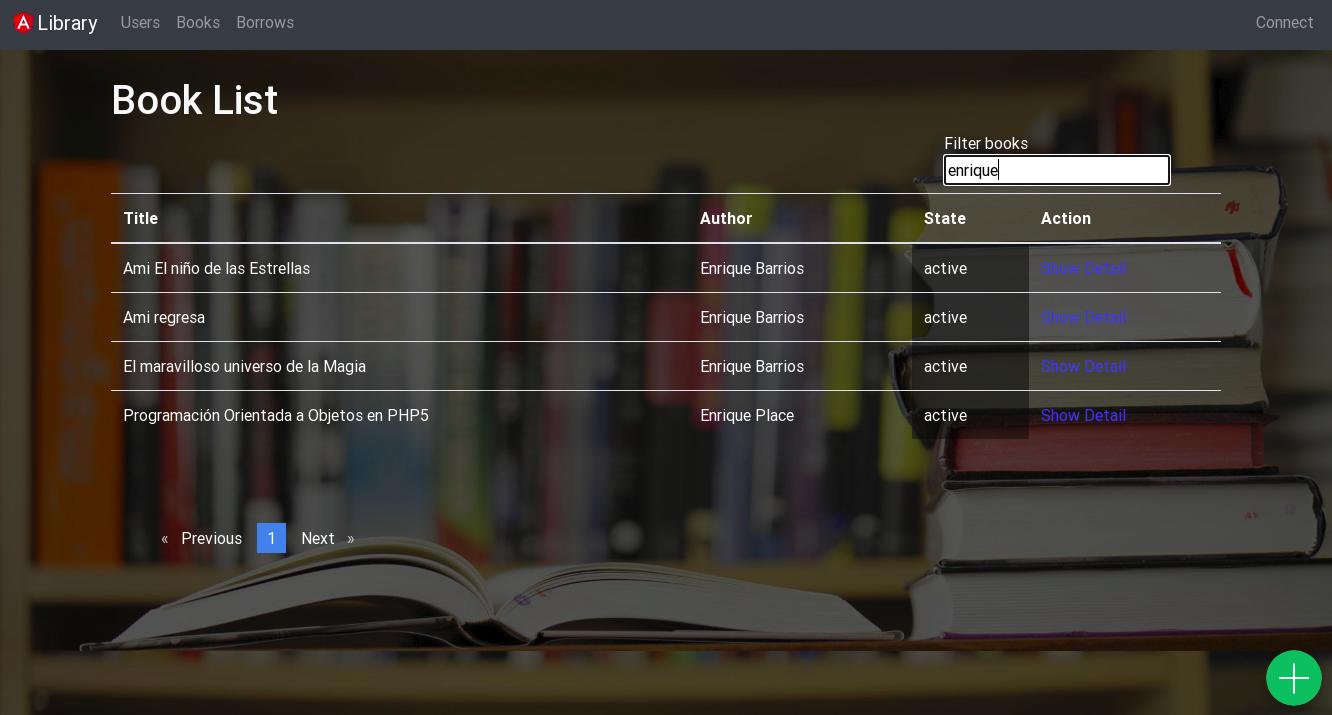 A Library Users Books Borrows Connect
Book List
Filter books
enrique
Title Author State Action
Ami El niño de las Estrellas Enrique Barrios active Show Detail
Ami regresa Enrique Barrios active Show Detail
El maravilloso universo de la Magia Enrique Barrios active Show Detail
Programación Orientada a Objetos en PHP5 Enrique Place active Show Detail
« Previous 1 Next »